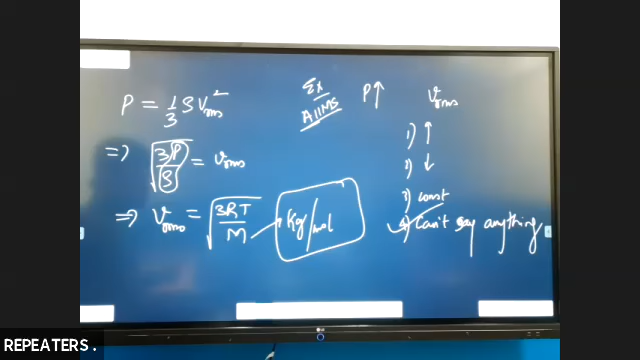 P = 1/3 ρ v²rms
=> √(3P/ρ) = vrms
=> vrms = √(3RT/M) → Kg/mol
Ex
AIIMS
P↑
vrms
1) ↑
2) ↓
3) const
4) Can't say anything
LG
REPEATERS.